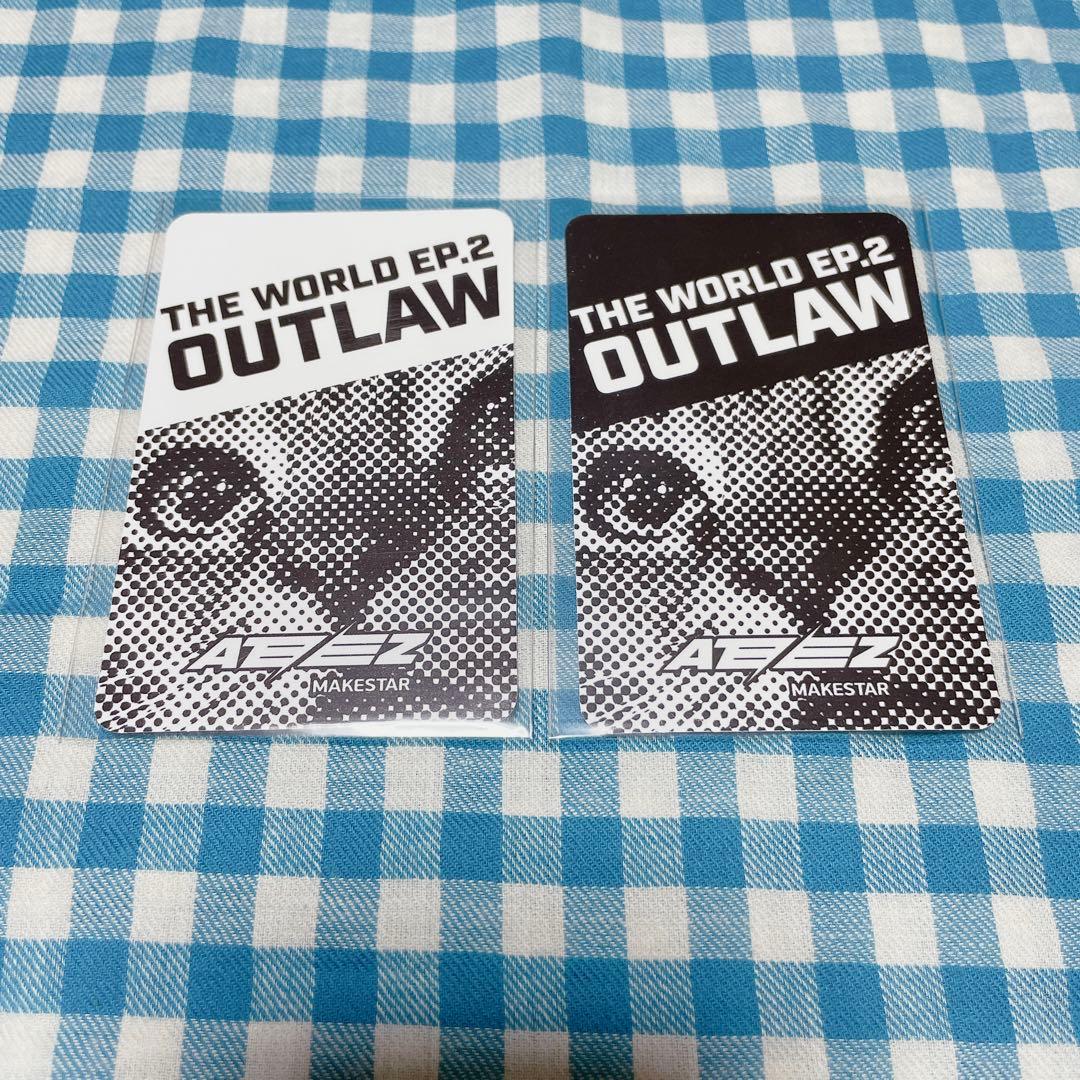 THE WORLD EP.2
OUTLAW
ATEEZ
MAKESTAR
THE WORLD EP.2
OUTLAW
ATEEZ
MAKESTAR